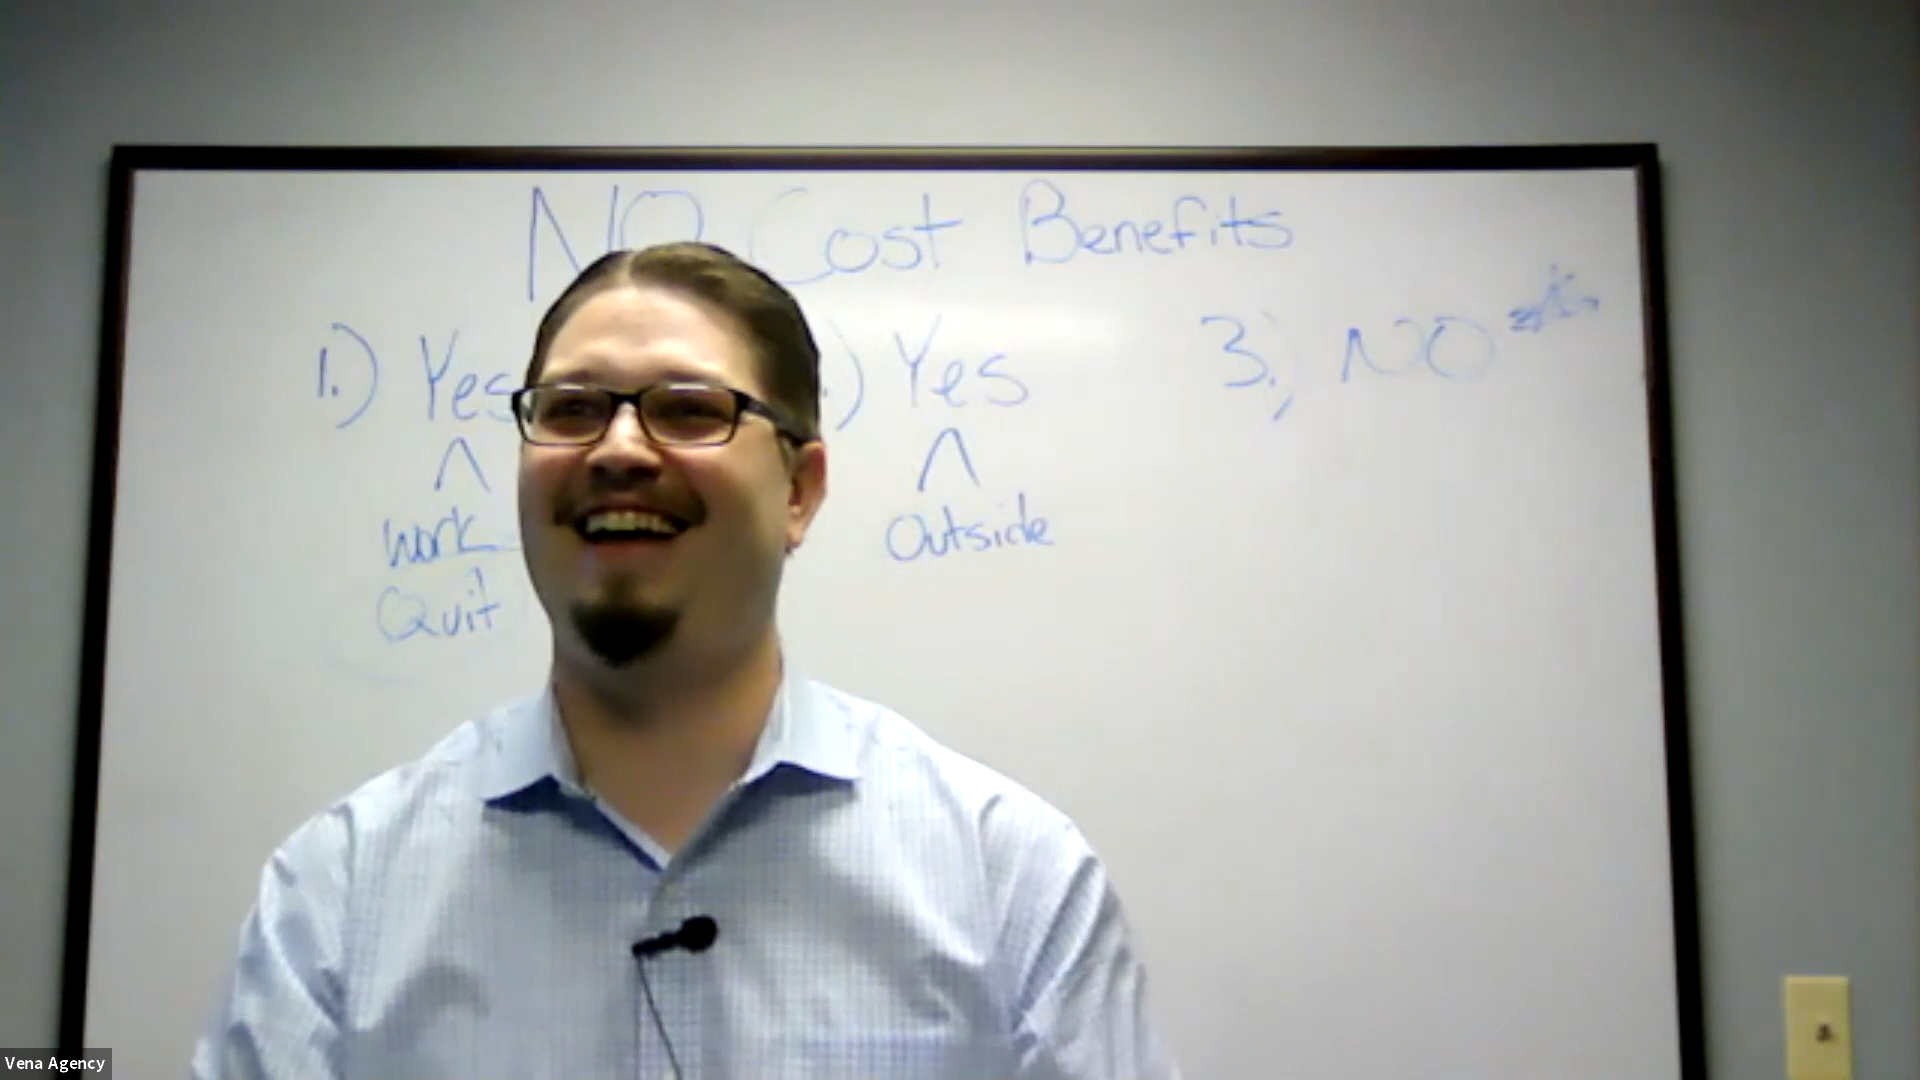 NO Cost Benefits
1.) Yes ) Yes 3.) NO
Work Outside
Quit
Vena Agency